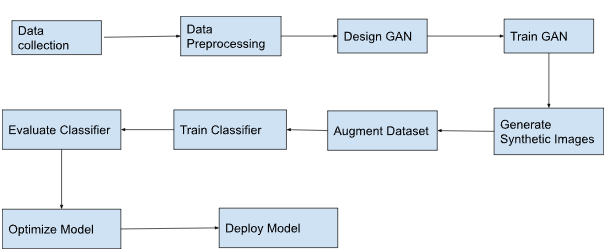 Data
collection
Data
Preprocessing
Design GAN
Train GAN
Generate
Synthetic Images
Augment Dataset
Train Classifier
Evaluate Classifier
Optimize Model
Deploy Model